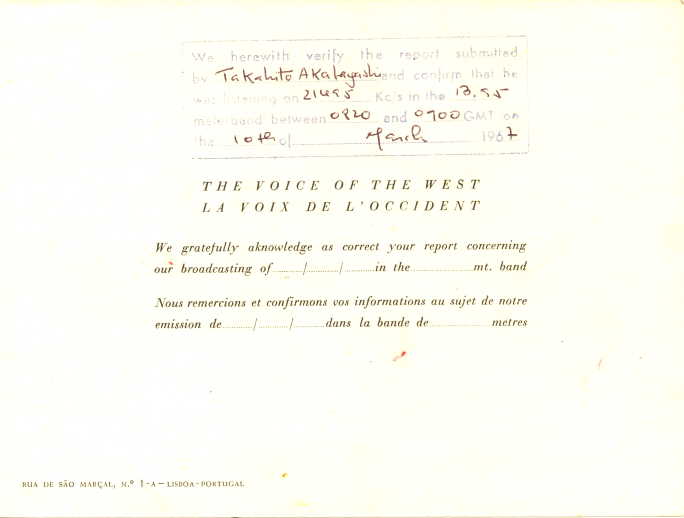 We herewith verify the report submitted
by Takahito Akabayashi and confirm that he
was listening on 21495 Kc's in the 13.95
meterband between 0820 and 0900 GMT on
the 10th of March 1967
THE VOICE OF THE WEST
LA VOIX DE L'OCCIDENT
We gratefully aknowledge as correct your report concerning
our broadcasting of ........../........../.......... in the .................... mt. band
Nous remercions et confirmons vos informations au sujet de notre
emission de ........../........../.......... dans la bande de .................... metres
RUA DE SÃO MARÇAL, N.º 1-A – LISBOA - PORTUGAL